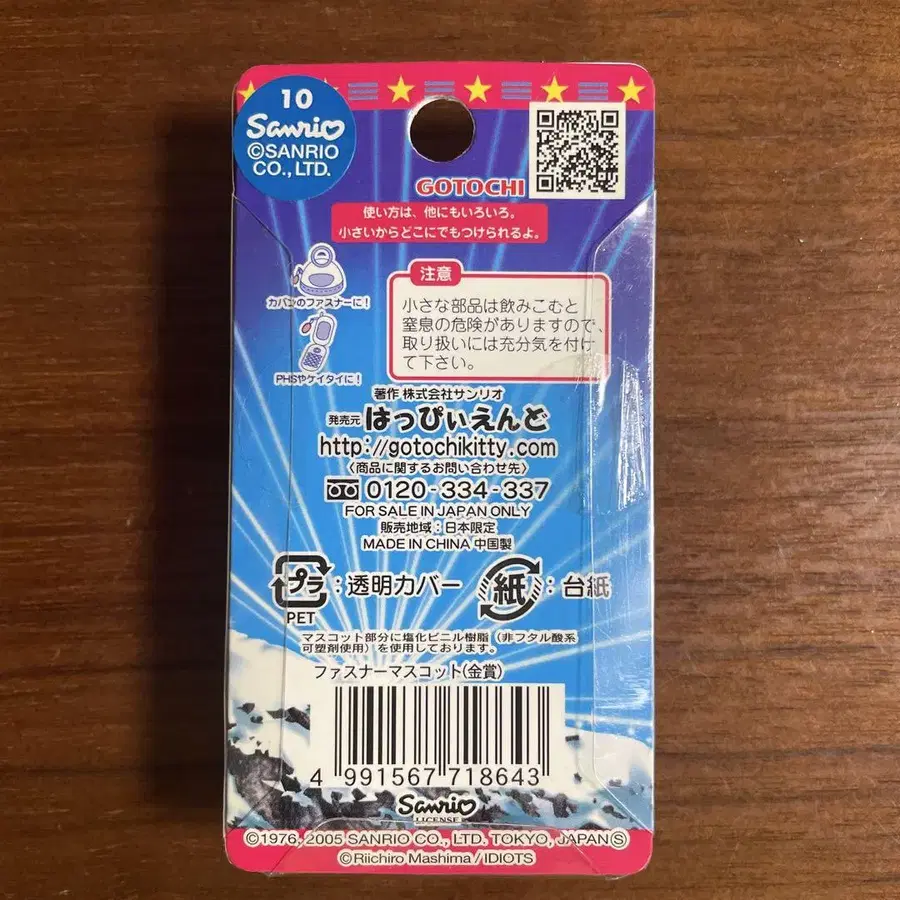 10
Sanrio
©SANRIO
CO., LTD.
GOTOCHI
使い方は、他にもいろいろ。
小さいからどこにでもつけられるよ。
カバンのファスナーに!
PHSやケイタイに!
注意
小さな部品は飲みこむと
窒息の危険がありますので、
取り扱いには充分気を付け
て下さい。
著作 株式会社サンリオ
発売元 はっぴぃえんど
http://gotochikitty.com
〈商品に関するお問い合わせ先〉
0120-334-337
FOR SALE IN JAPAN ONLY
販売地域:日本限定
MADE IN CHINA 中国製
プラ:透明カバー 紙:台紙
PET
マスコット部分に塩化ビニル樹脂(非フタル酸系
可塑剤使用)を使用しております。
ファスナーマスコット(金賞)
4 991567 718643
Sanrio
LICENSE
©1976, 2005 SANRIO CO., LTD. TOKYO, JAPAN Ⓢ
©Riichiro Mashima / IDIOTS